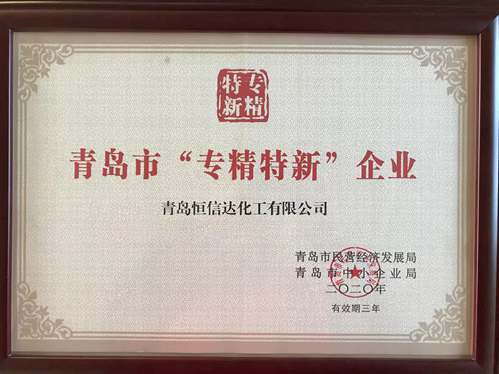 专精
特新
青岛市“专精特新”企业
青岛恒信达化工有限公司
青岛市民营经济发展局
青岛市中小企业局
二〇二〇年
有效期三年